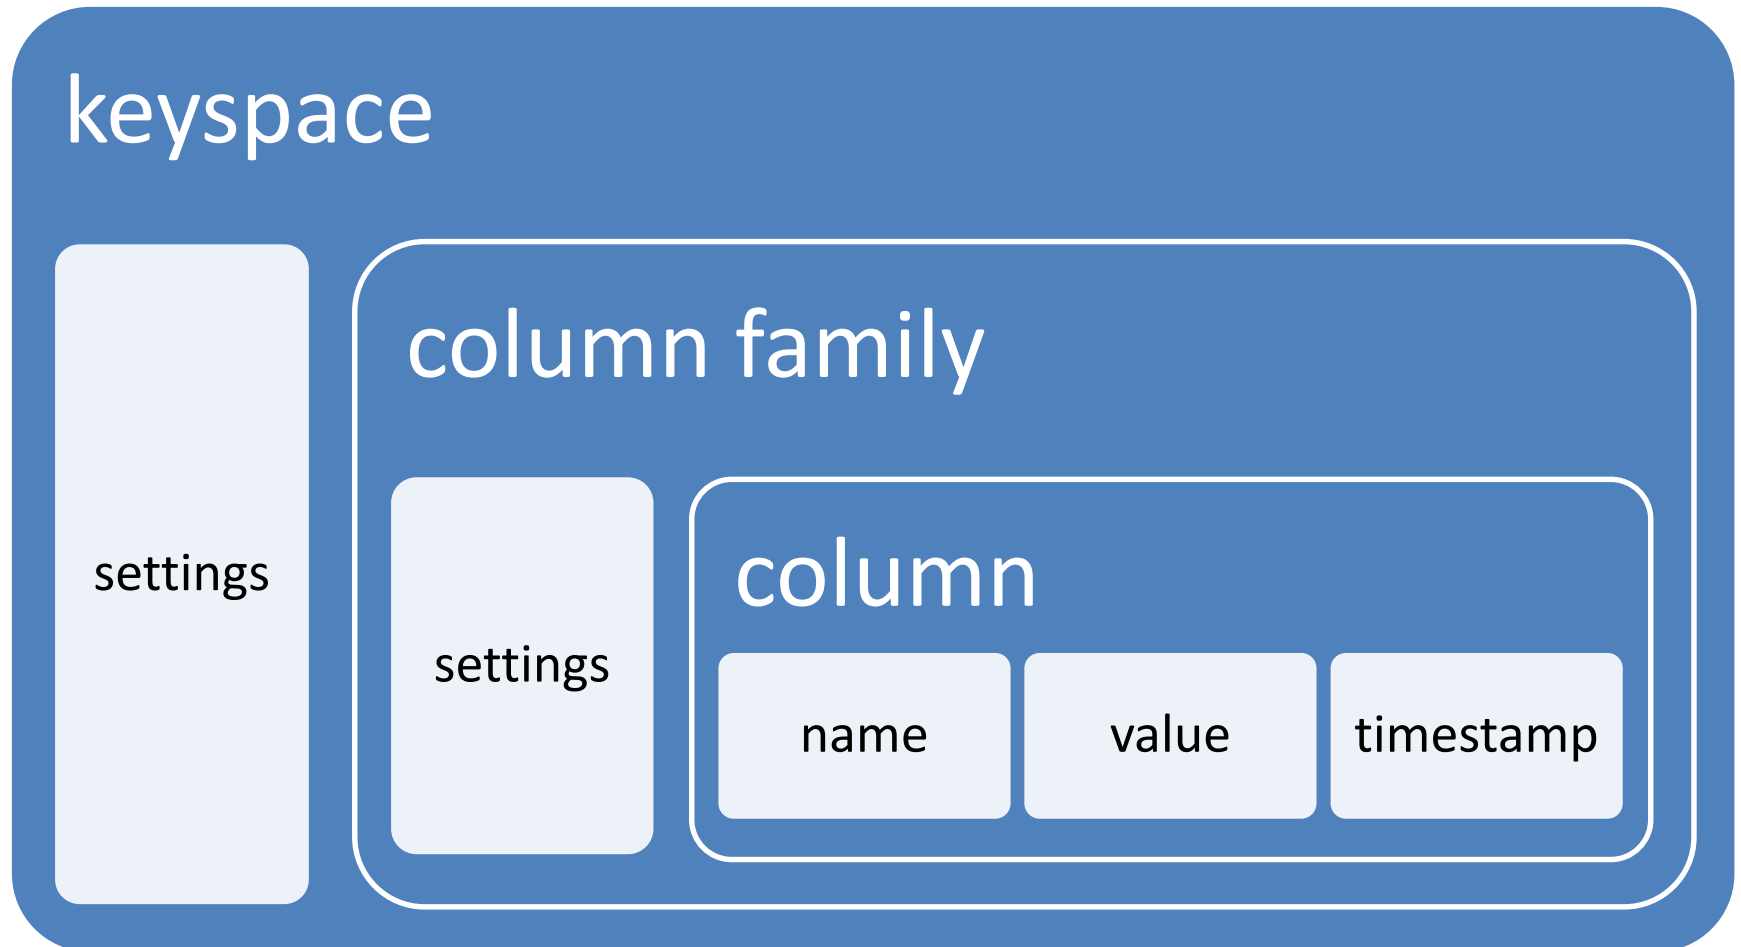 keyspace
settings
column family
settings
column
name
value
timestamp